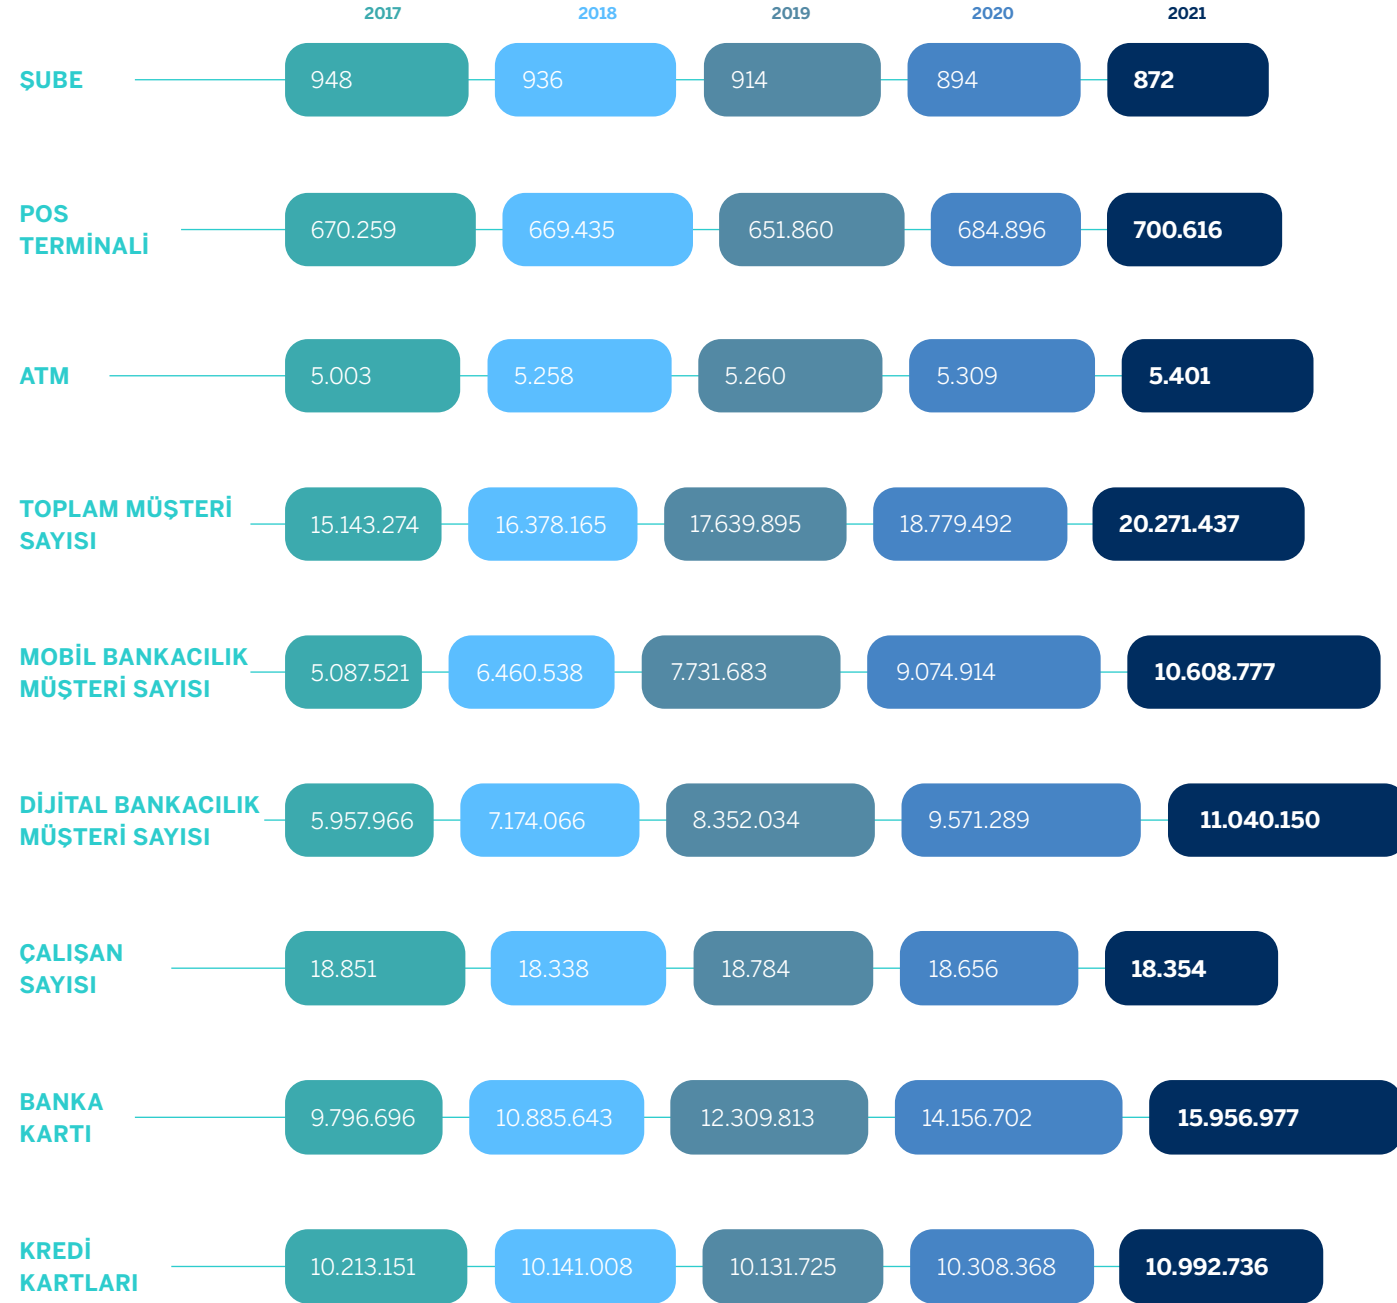 2017 2018 2019 2020 2021
ŞUBE 948 936 914 894 872
POS
TERMİNALİ 670.259 669.435 651.860 684.896 700.616
ATM 5.003 5.258 5.260 5.309 5.401
TOPLAM MÜŞTERİ
SAYISI 15.143.274 16.378.165 17.639.895 18.779.492 20.271.437
MOBİL BANKACILIK
MÜŞTERİ SAYISI 5.087.521 6.460.538 7.731.683 9.074.914 10.608.777
DİJİTAL BANKACILIK
MÜŞTERİ SAYISI 5.957.966 7.174.066 8.352.034 9.571.289 11.040.150
ÇALIŞAN
SAYISI 18.851 18.338 18.784 18.656 18.354
BANKA
KARTI 9.796.696 10.885.643 12.309.813 14.156.702 15.956.977
KREDİ
KARTLARI 10.213.151 10.141.008 10.131.725 10.308.368 10.992.736